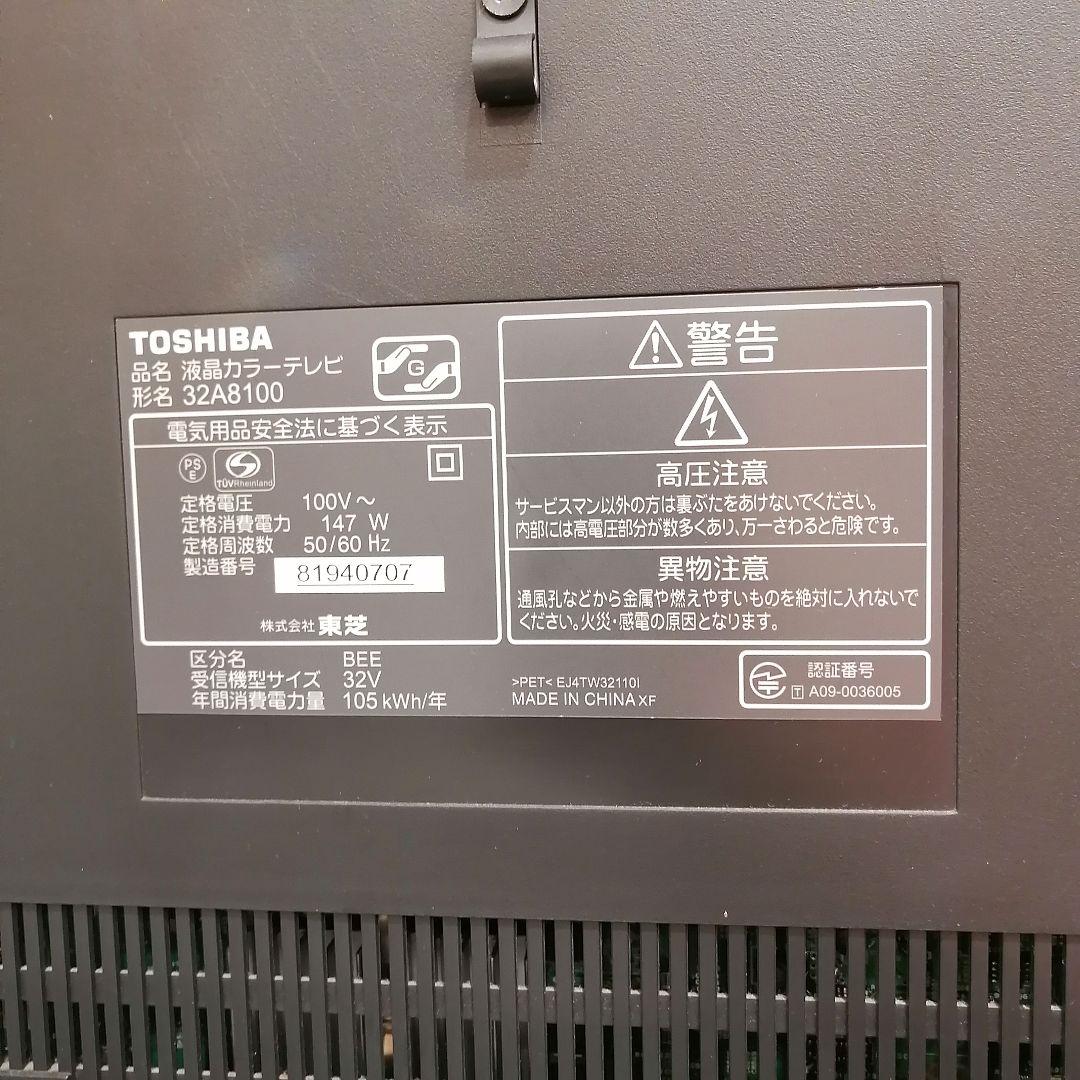 TOSHIBA
品名 液晶カラーテレビ
形名 32A8100
G
電気用品安全法に基づく表示
PS
E
TÜVRheinland
定格電圧 100V～
定格消費電力 147 W
定格周波数 50/60 Hz
製造番号 81940707
株式会社 東芝
区分名 BEE
受信機型サイズ 32V
年間消費電力量 105 kWh/年
警告
高圧注意
サービスマン以外の方は裏ぶたをあけないでください。
内部には高電圧部分が数多くあり、万一さわると危険です。
異物注意
通風孔などから金属や燃えやすいものを絶対に入れないで
ください。火災・感電の原因となります。
>PET< EJ4TW32110I
MADE IN CHINA XF
認証番号
T A09-0036005